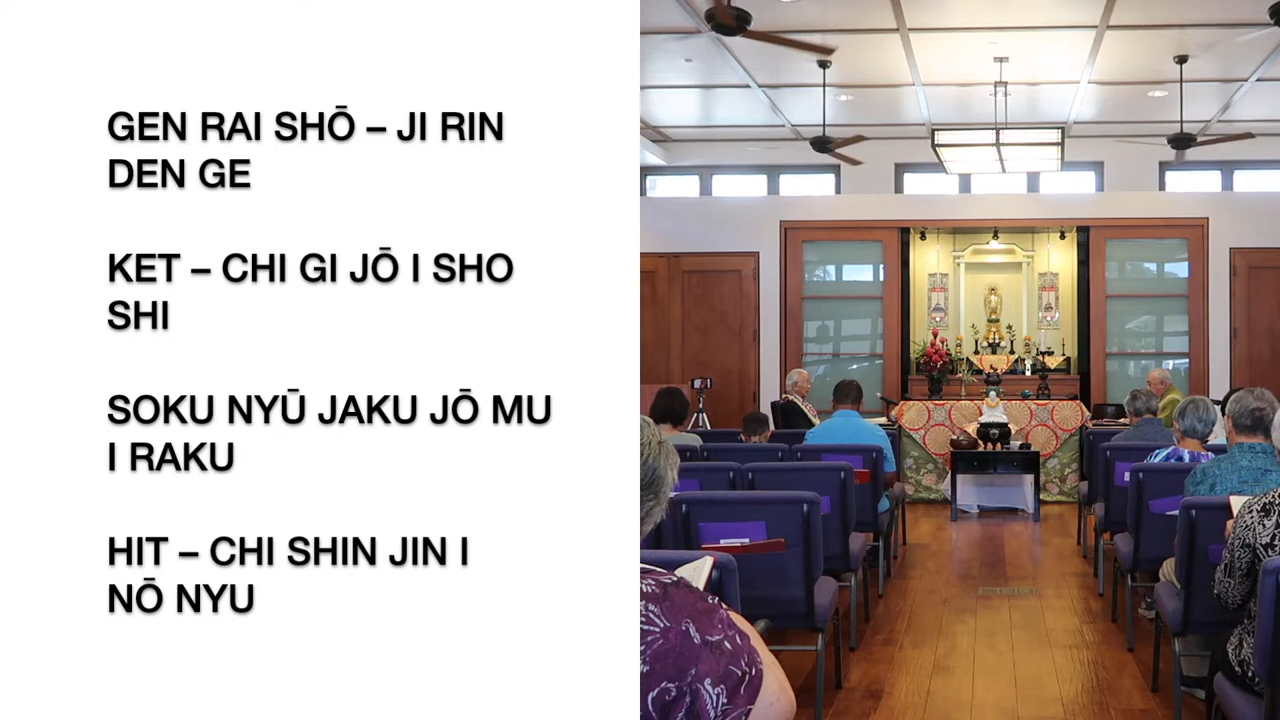 GEN RAI SHŌ – JI RIN
DEN GE
KET – CHI GI JŌ I SHO
SHI
SOKU NYŪ JAKU JŌ MU
I RAKU
HIT – CHI SHIN JIN I
NŌ NYU